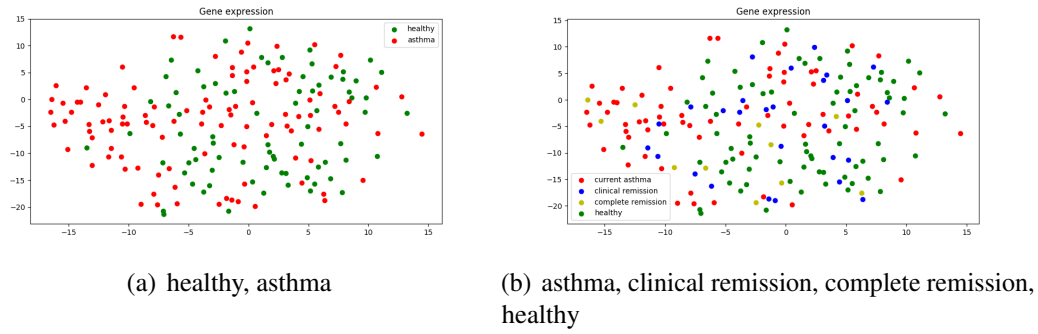 Gene expression
15
10
5
0
−5
−10
−15
−20
−15
−10
−5
0
5
10
15
healthy
asthma
(a) healthy, asthma
Gene expression
15
10
5
0
−5
−10
−15
−20
−15
−10
−5
0
5
10
15
current asthma
clinical remission
complete remission
healthy
(b) asthma, clinical remission, complete remission,
healthy